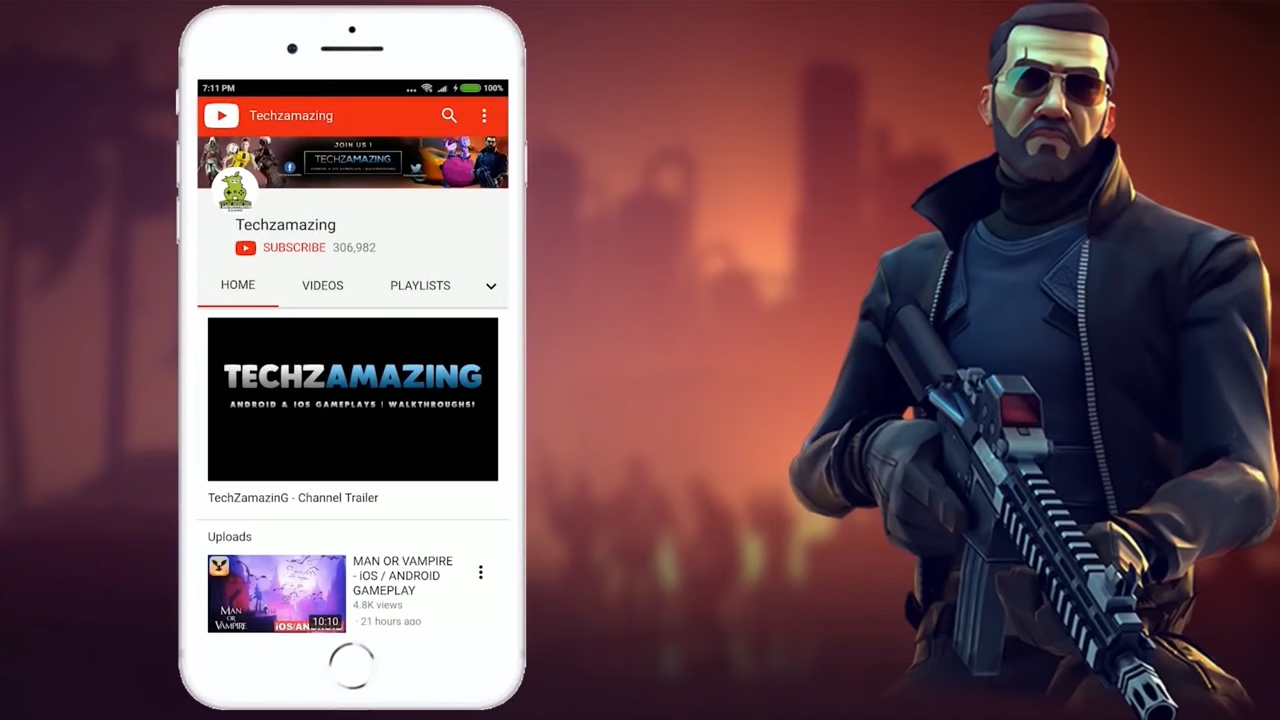 7:11 PM
100%
Techzamazing
JOIN US !
TECHZAMAZING
Techzamazing
SUBSCRIBE 306,982
HOME VIDEOS PLAYLISTS
TECHZAMAZING
ANDROID & IOS GAMEPLAYS | WALKTHROUGHS!
TechZamazinG - Channel Trailer
Uploads
MAN OR VAMPIRE
- iOS / ANDROID
GAMEPLAY
4.8K views
· 21 hours ago
MAN
OR
VAMPIRE
iOS/AN
10:10